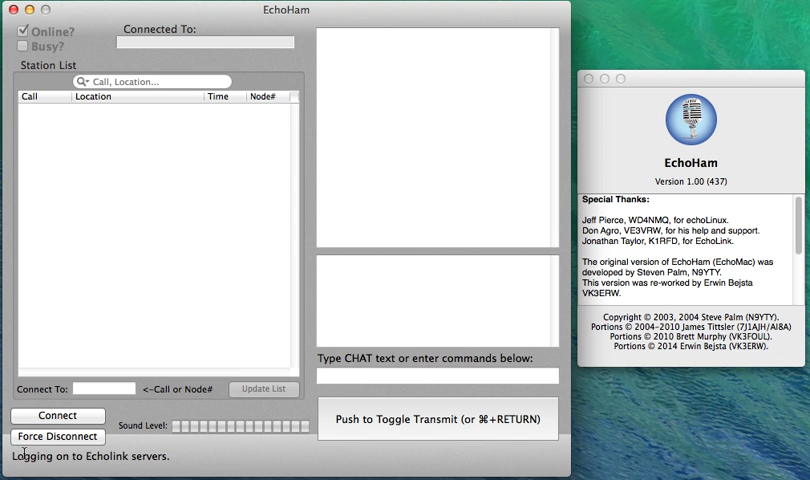 EchoHam
Online?
Busy?
Connected To:
Station List
Call, Location...
Call Location Time Node#
Connect To: <-Call or Node# Update List
Connect
Force Disconnect
Sound Level:
Logging on to Echolink servers.
Type CHAT text or enter commands below:
Push to Toggle Transmit (or ⌘+RETURN)
EchoHam
Version 1.00 (437)
Special Thanks:
Jeff Pierce, WD4NMQ, for echoLinux.
Don Agro, VE3VRW, for his help and support.
Jonathan Taylor, K1RFD, for EchoLink.
The original version of EchoHam (EchoMac) was
developed by Steven Palm, N9YTY.
This version was re-worked by Erwin Bejsta
VK3ERW.
Copyright © 2003, 2004 Steve Palm (N9YTY).
Portions © 2004-2010 James Tittsler (7J1AJH/AI8A)
Portions © 2010 Brett Murphy (VK3FOUL).
Portions © 2014 Erwin Bejsta (VK3ERW).